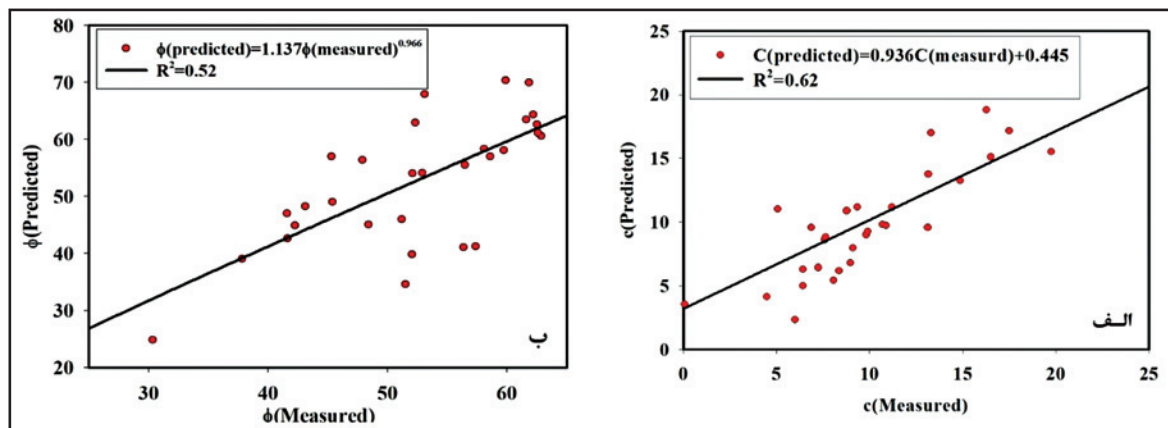 80
70
60
50
40
30
20
ϕ(Predicted)
ϕ(predicted)=1.137ϕ(measured)^0.966
R²=0.52
ب
30 40 50 60
ϕ(Measured)
25
20
15
10
5
0
c(Predicted)
C(predicted)=0.936C(measurd)+0.445
R²=0.62
الـف
0 5 10 15 20 25
c(Measured)